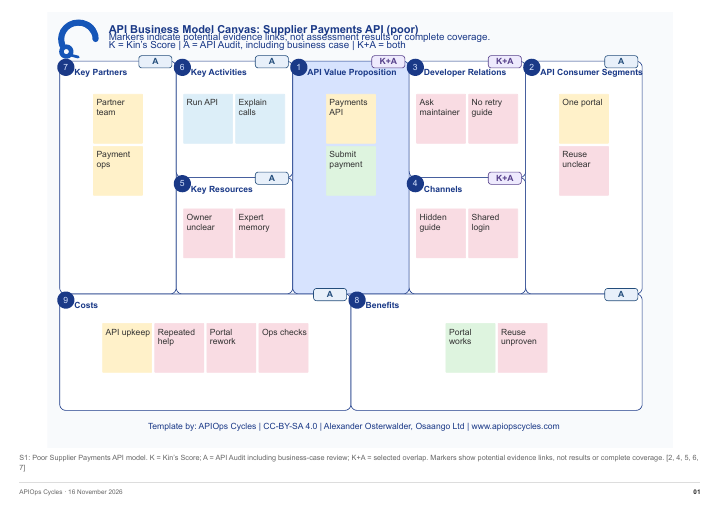 API Business Model Canvas: Supplier Payments API (poor)
Markers indicate potential evidence links, not assessment results or complete coverage.
K = Kin's Score | A = API Audit, including business case | K+A = both
7 Key Partners A
Partner
team
Payment
ops
6 Key Activities A
Run API
Explain
calls
5 Key Resources A
Owner
unclear
Expert
memory
1 API Value Proposition K+A
Payments
API
Submit
payment
3 Developer Relations K+A
Ask
maintainer
No retry
guide
4 Channels K+A
Hidden
guide
Shared
login
2 API Consumer Segments A
One portal
Reuse
unclear
9 Costs A
API upkeep
Repeated
help
Portal
rework
Ops checks
8 Benefits A
Portal
works
Reuse
unproven
Template by: APIOps Cycles | CC-BY-SA 4.0 | Alexander Osterwalder, Osaango Ltd | www.apiopscycles.com
S1: Poor Supplier Payments API model. K = Kin's Score; A = API Audit including business-case review; K+A = selected overlap. Markers show potential evidence links, not results or complete coverage. [2, 4, 5, 6,
7]
APIOps Cycles · 16 November 2026
01